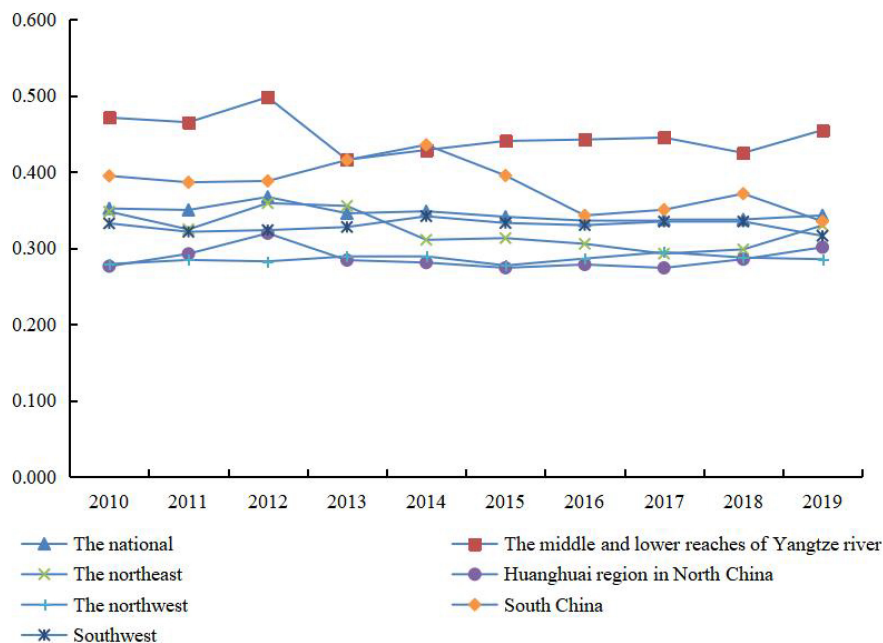 0.600
0.500
0.400
0.300
0.200
0.100
0.000
2010 2011 2012 2013 2014 2015 2016 2017 2018 2019
The national The middle and lower reaches of Yangtze river
The northeast Huanghuai region in North China
The northwest South China
Southwest